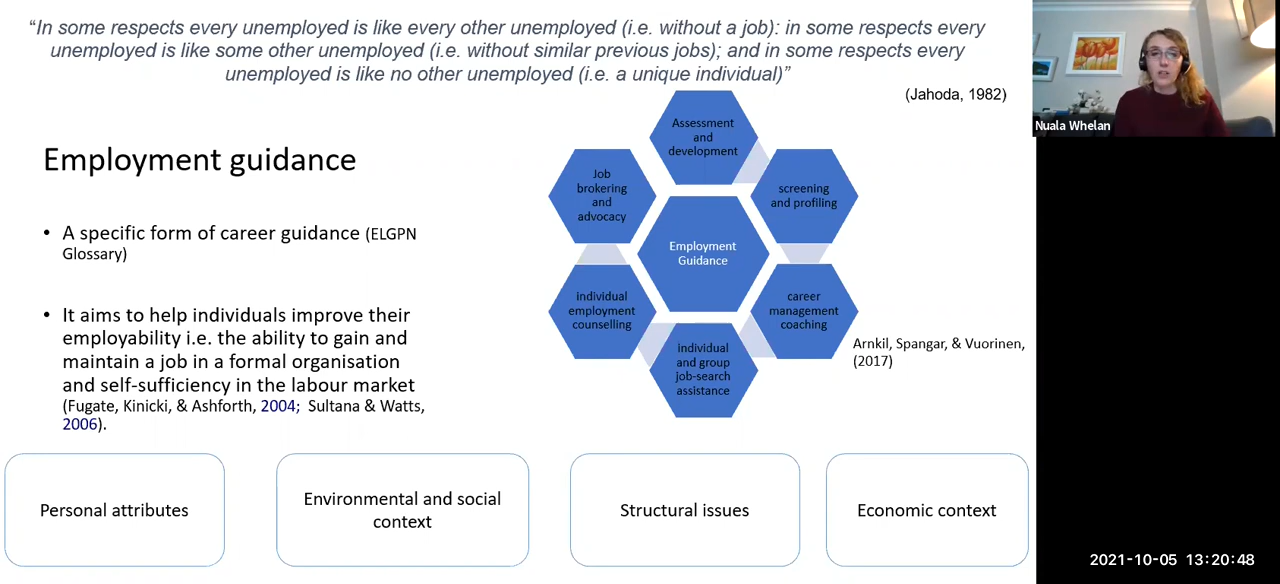 “In some respects every unemployed is like every other unemployed (i.e. without a job): in some respects every
unemployed is like some other unemployed (i.e. without similar previous jobs); and in some respects every
unemployed is like no other unemployed (i.e. a unique individual)”
(Jahoda, 1982)
Nuala Whelan
Employment guidance
• A specific form of career guidance (ELGPN
Glossary)
• It aims to help individuals improve their
employability i.e. the ability to gain and
maintain a job in a formal organisation
and self-sufficiency in the labour market
(Fugate, Kinicki, & Ashforth, 2004; Sultana & Watts,
2006).
Assessment
and
development
screening
and profiling
career
management
coaching
individual
and group
job-search
assistance
individual
employment
counselling
Job
brokering
and
advocacy
Employment
Guidance
Arnkil, Spangar, & Vuorinen,
(2017)
Personal attributes
Environmental and social
context
Structural issues
Economic context
2021-10-05 13:20:48